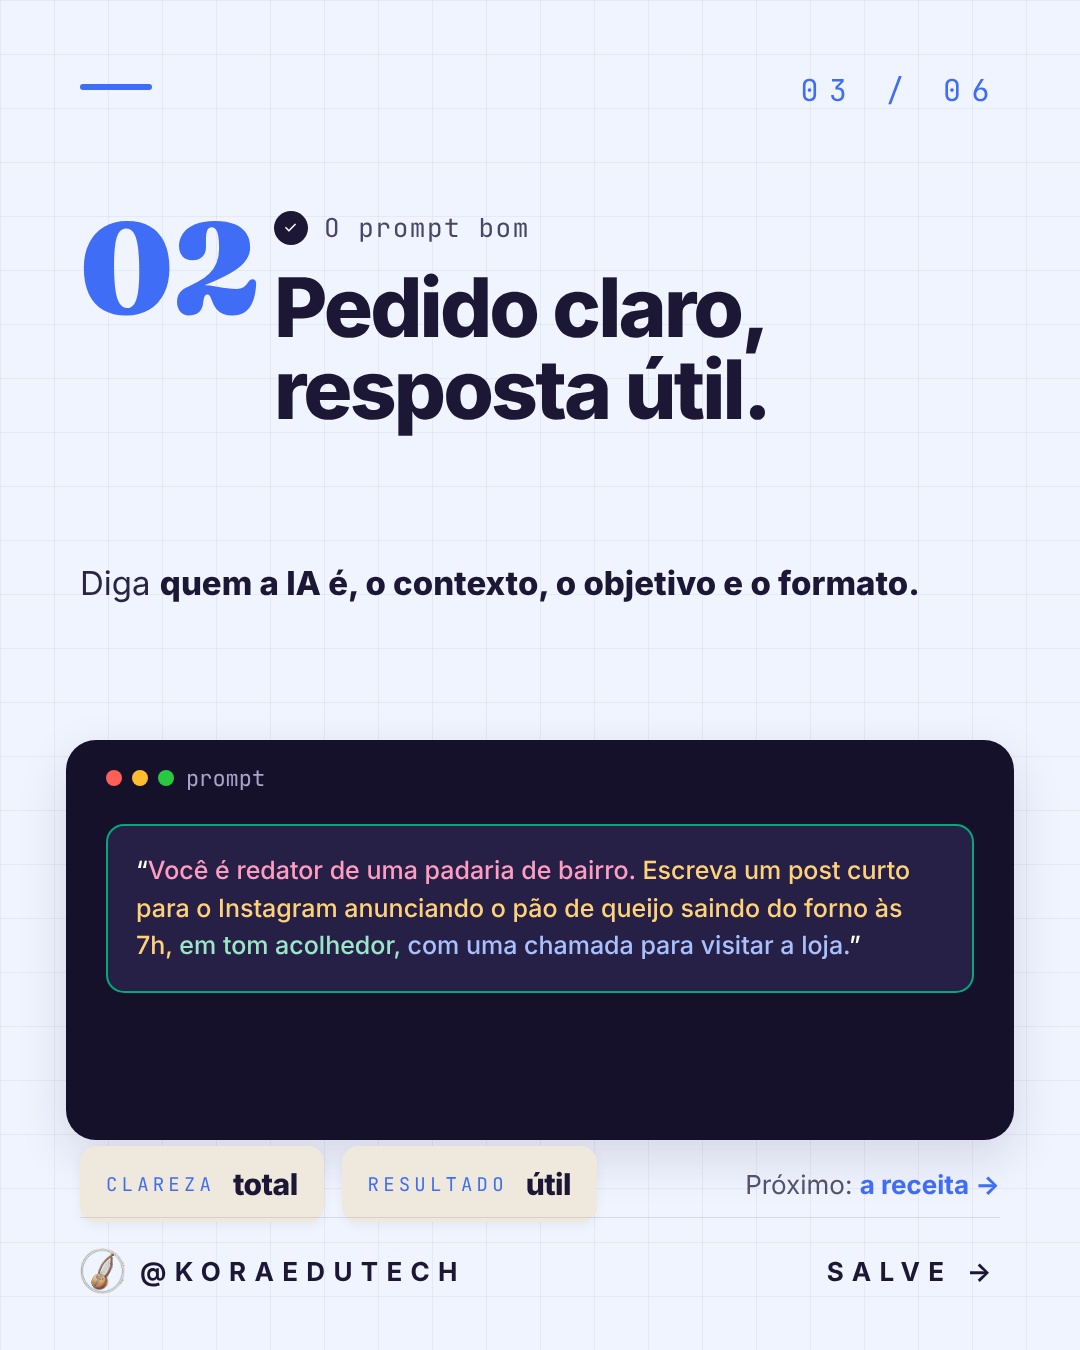 03 / 06
02
O prompt bom
Pedido claro,
resposta útil.
Diga quem a IA é, o contexto, o objetivo e o formato.
prompt
“Você é redator de uma padaria de bairro. Escreva um post curto
para o Instagram anunciando o pão de queijo saindo do forno às
7h, em tom acolhedor, com uma chamada para visitar a loja.”
CLAREZA total
RESULTADO útil
Próximo: a receita →
@KORAEDUTECH
SALVE →